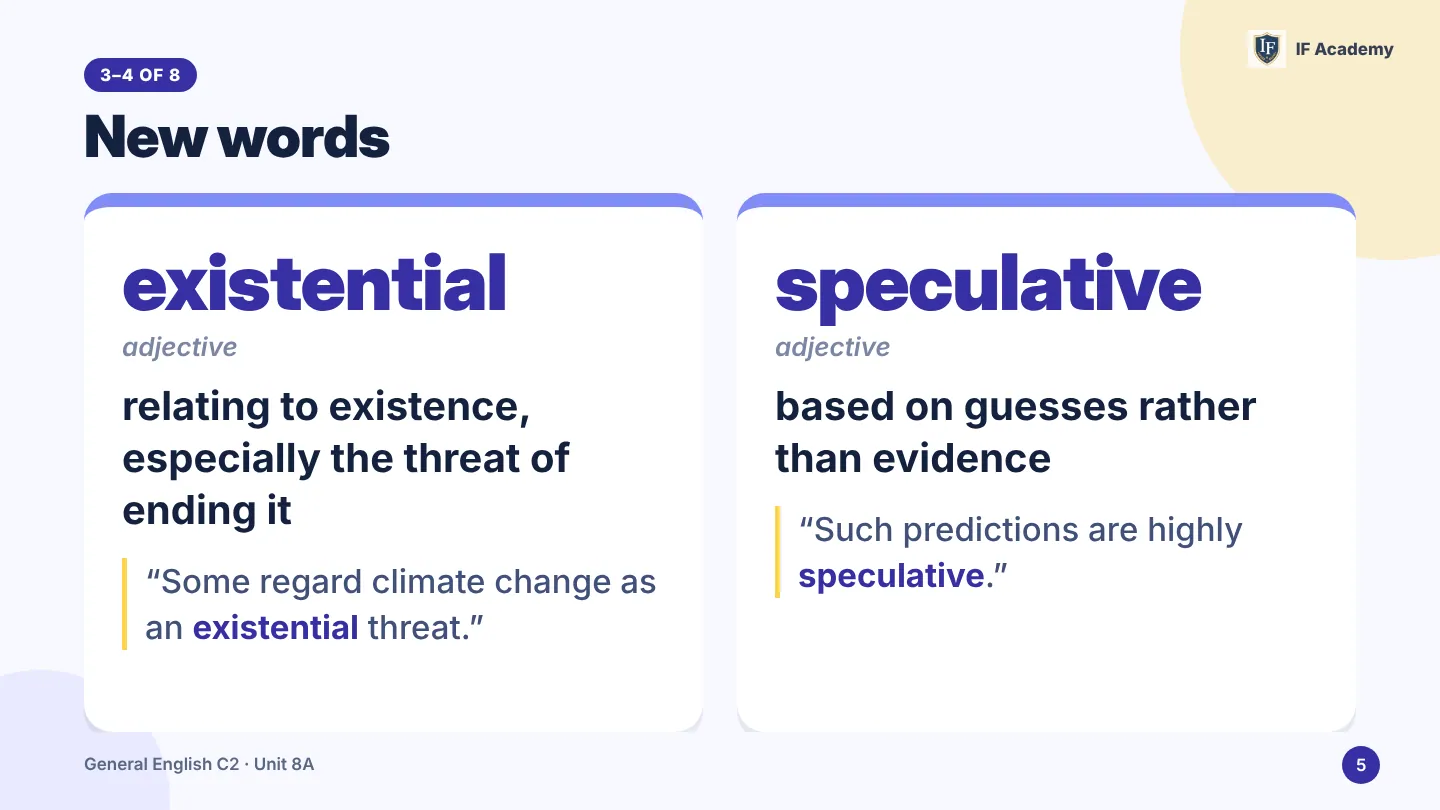 IF Academy
3–4 OF 8
New words
existential
adjective
relating to existence,
especially the threat of
ending it
“Some regard climate change as
an existential threat.”
speculative
adjective
based on guesses rather
than evidence
“Such predictions are highly
speculative.”
General English C2 · Unit 8A
5